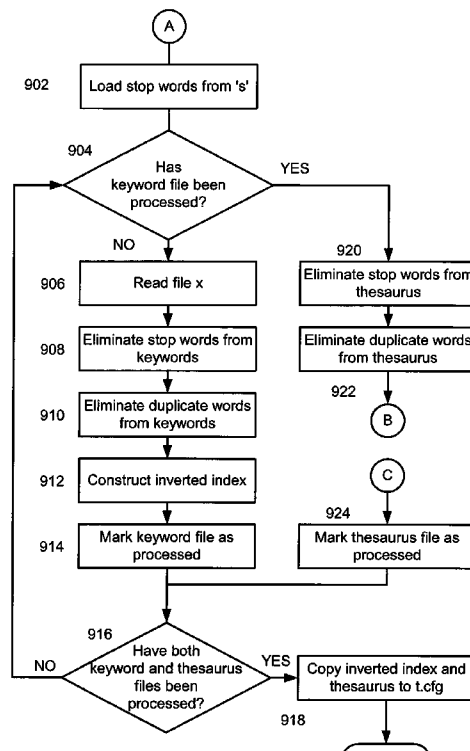 A
902
Load stop words from 's'
904
Has
keyword file been
processed?
YES
NO
920
906
Read file x
Eliminate stop words from
thesaurus
908
Eliminate stop words from
keywords
Eliminate duplicate words
from thesaurus
922
910
Eliminate duplicate words
from keywords
B
912
Construct inverted index
C
924
914
Mark keyword file as
processed
Mark thesaurus file as
processed
916
Have both
keyword and thesaurus
files been
processed?
NO
YES
Copy inverted index and
thesaurus to t.cfg
918